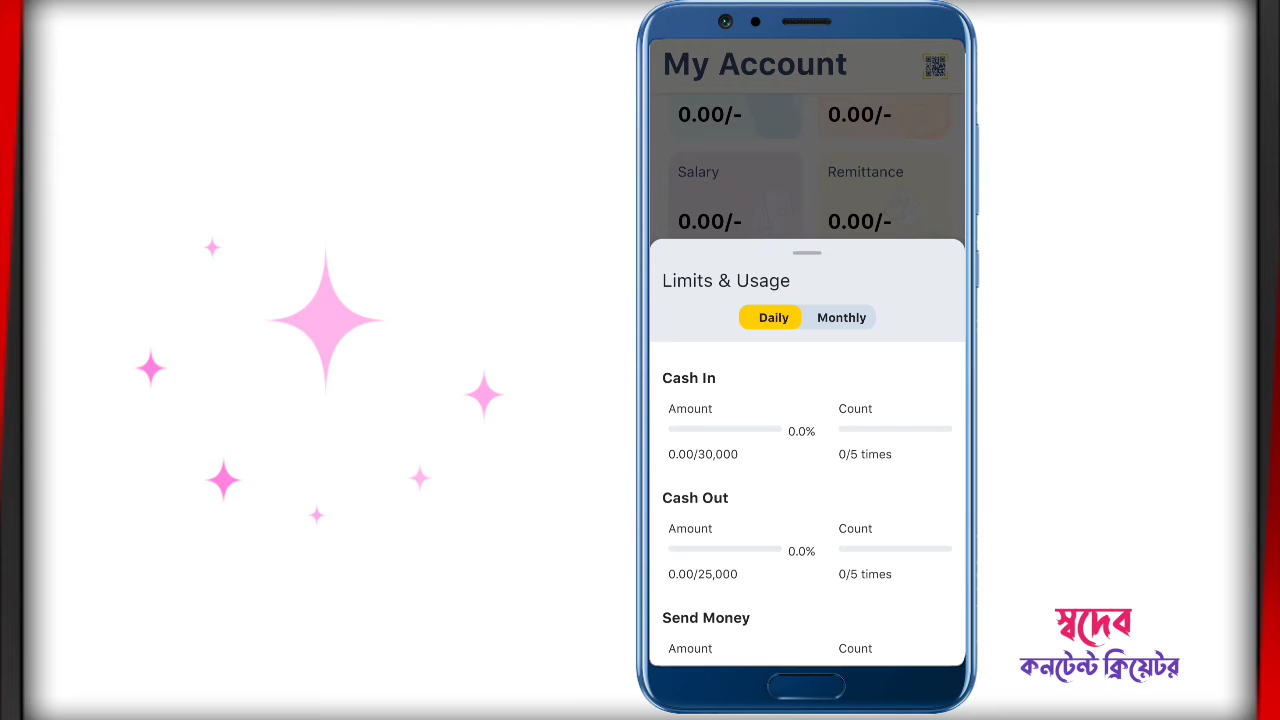 My Account
0.00/-
0.00/-
Salary
Remittance
0.00/-
0.00/-
Limits & Usage
Daily
Monthly
Cash In
Amount
Count
0.0%
0.00/30,000
0/5 times
Cash Out
Amount
Count
0.0%
0.00/25,000
0/5 times
Send Money
Amount
Count
স্বদেব
কনটেন্ট ক্রিয়েটর